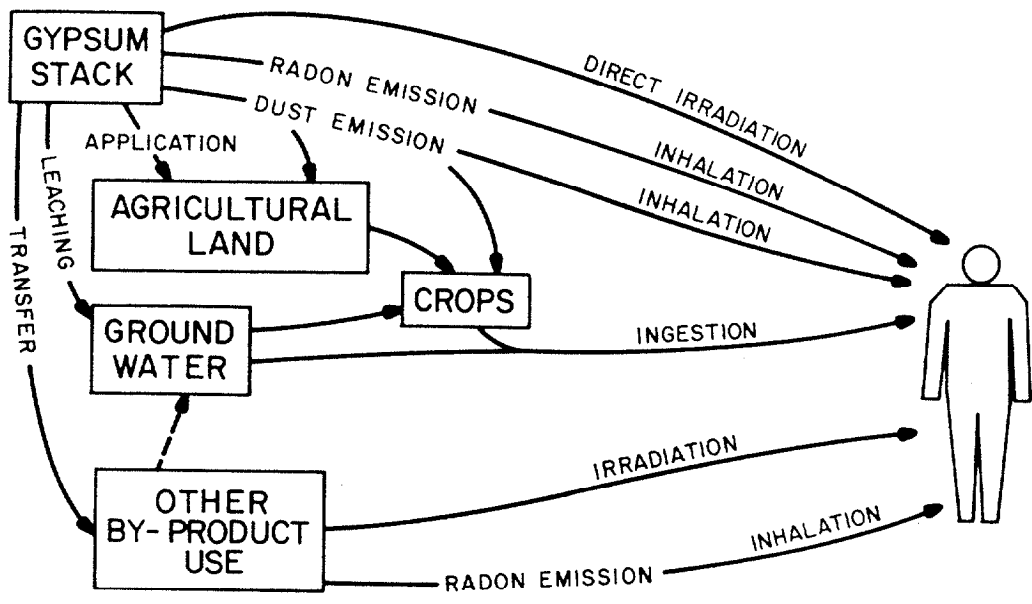 GYPSUM
STACK
DIRECT IRRADIATION
RADON EMISSION
INHALATION
DUST EMISSION
INHALATION
APPLICATION
LEACHING
TRANSFER
AGRICULTURAL
LAND
CROPS
GROUND
WATER
INGESTION
OTHER
BY-PRODUCT
USE
IRRADIATION
RADON EMISSION
INHALATION